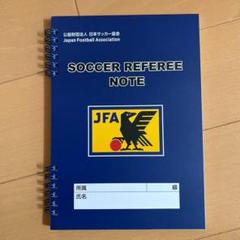 公益財団法人 日本サッカー協会
Japan Football Association
SOCCER REFEREE
NOTE
JFA
所属 級
氏名